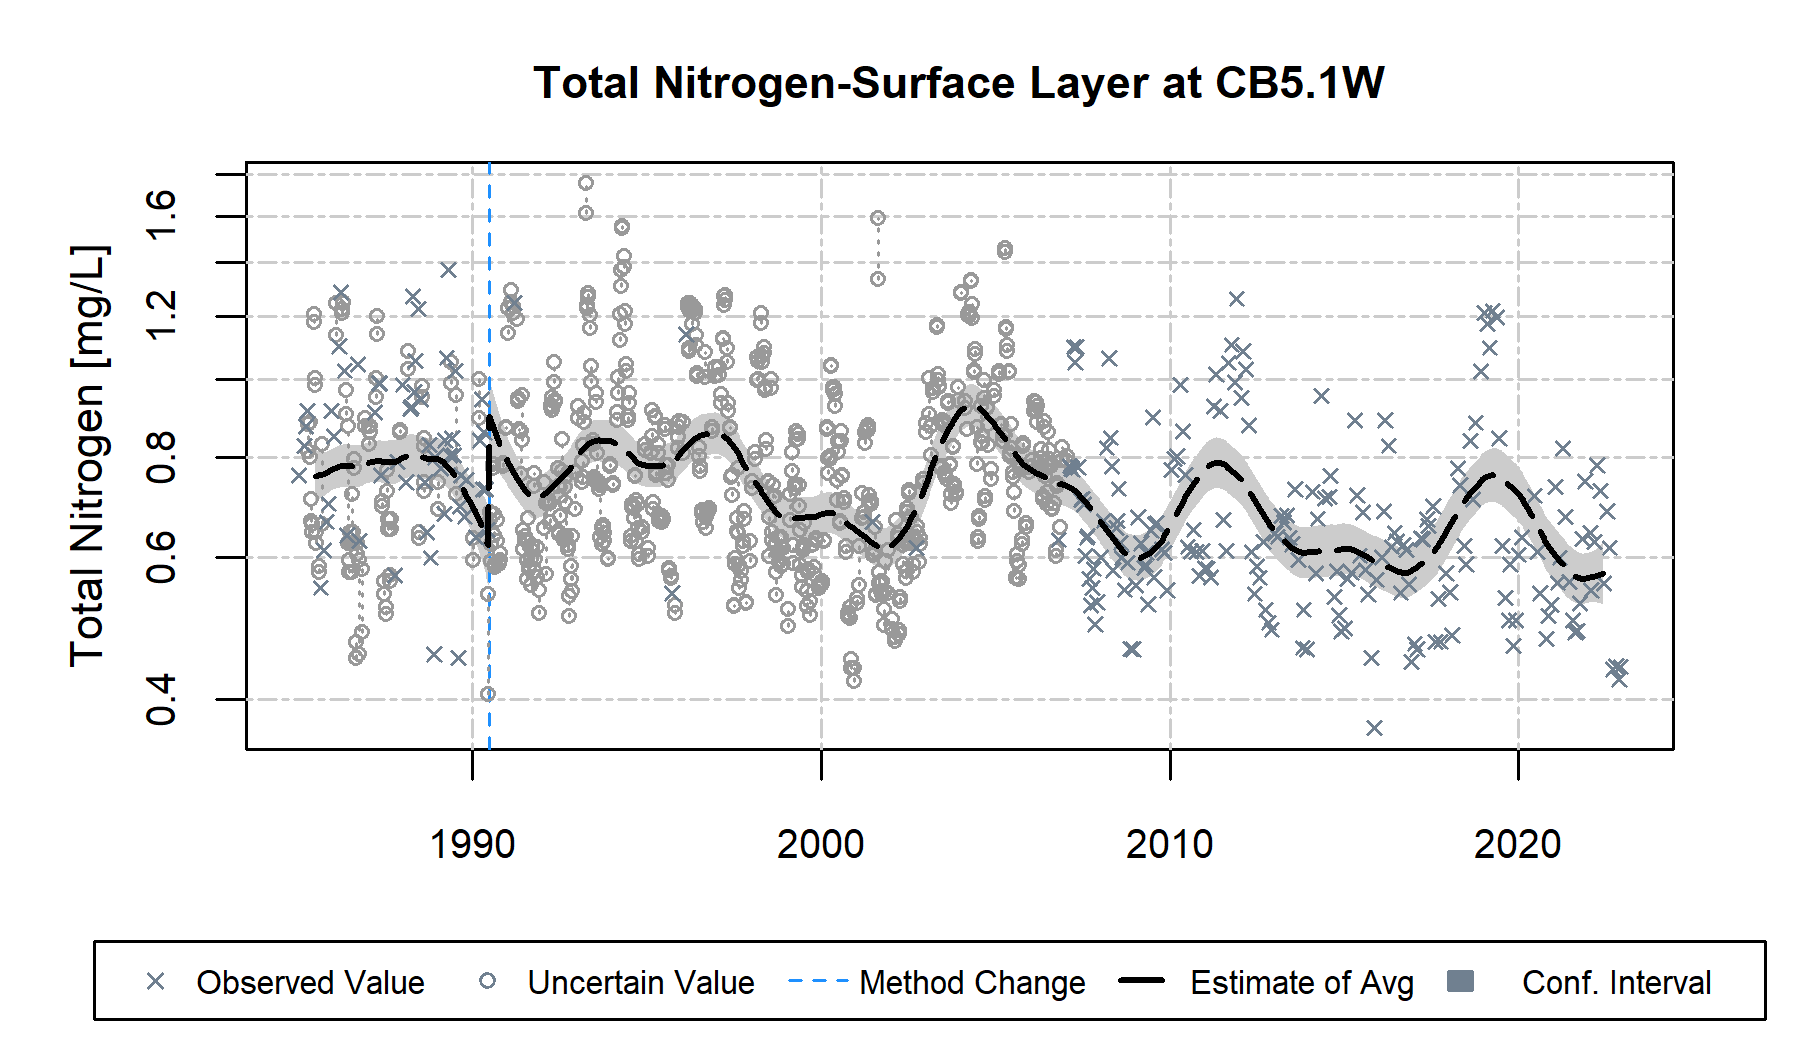 Total Nitrogen-Surface Layer at CB5.1W
Total Nitrogen [mg/L]
1.6
1.2
0.8
0.6
0.4
1990 2000 2010 2020
Observed Value Uncertain Value Method Change Estimate of Avg Conf. Interval